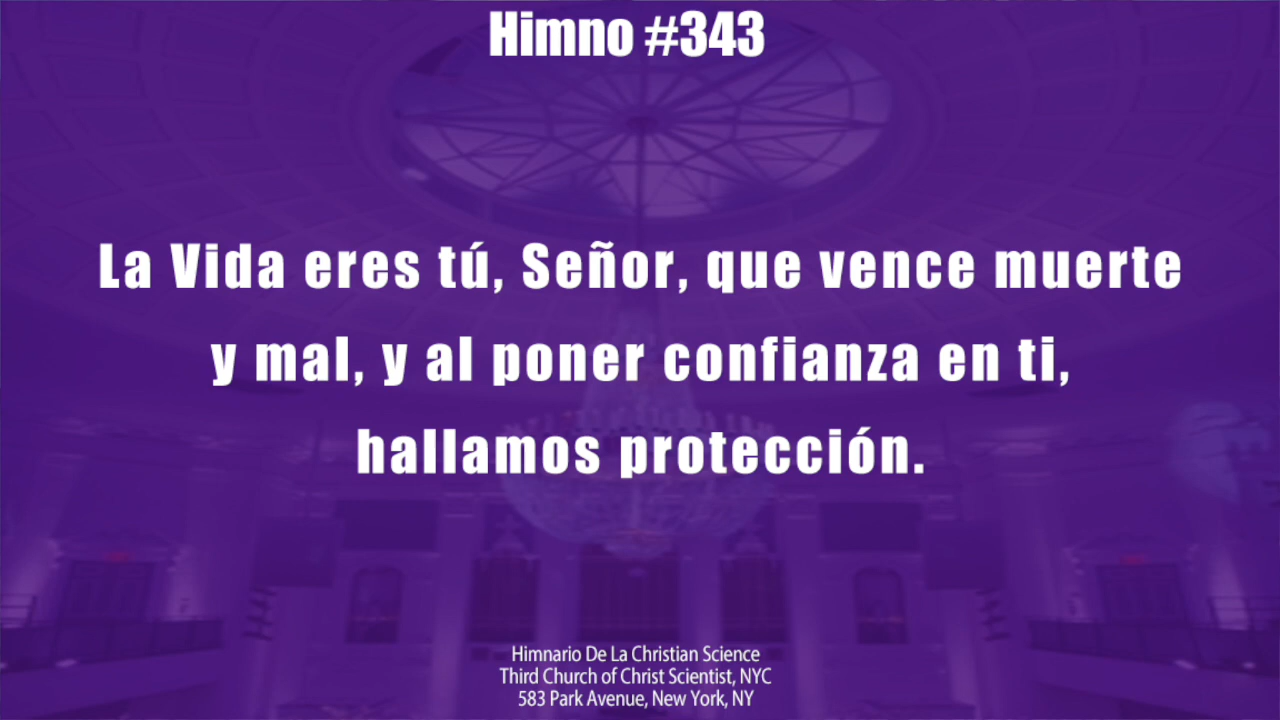 Himno #343
La Vida eres tú, Señor, que vence muerte
y mal, y al poner confianza en ti,
hallamos protección.
Himnario De La Christian Science
Third Church of Christ Scientist, NYC
583 Park Avenue, New York, NY